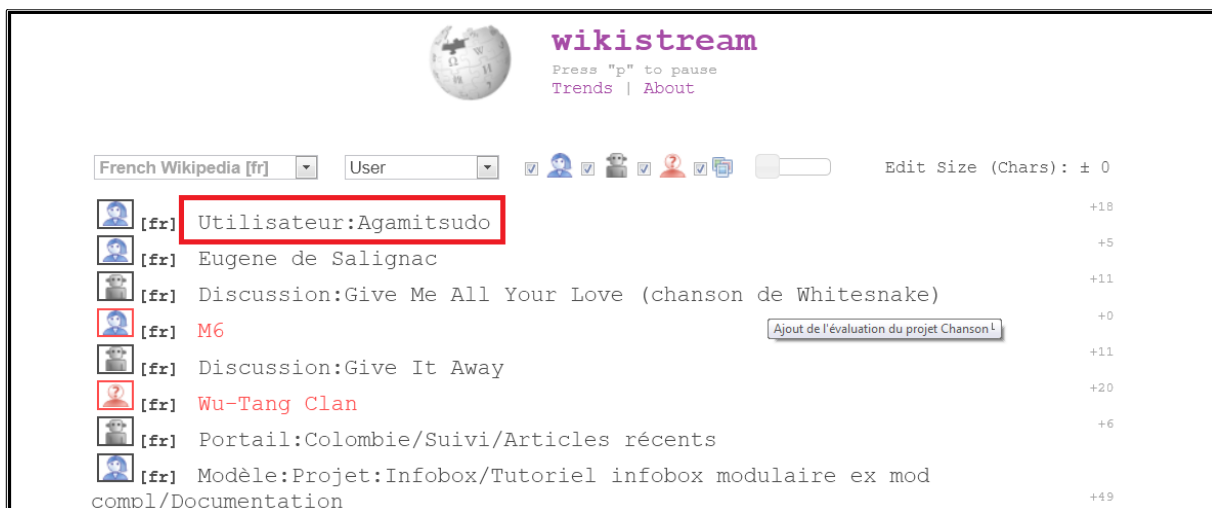 wikistream
Press "p" to pause
Trends | About
French Wikipedia [fr] User Edit Size (Chars): ± 0
[fr] Utilisateur:Agamitsudo +18
[fr] Eugene de Salignac +5
[fr] Discussion:Give Me All Your Love (chanson de Whitesnake) +11
[fr] M6 +0
Ajout de l'évaluation du projet Chanson
[fr] Discussion:Give It Away +11
[fr] Wu-Tang Clan +20
[fr] Portail:Colombie/Suivi/Articles récents +6
[fr] Modèle:Projet:Infobox/Tutoriel infobox modulaire ex mod
compl/Documentation +49